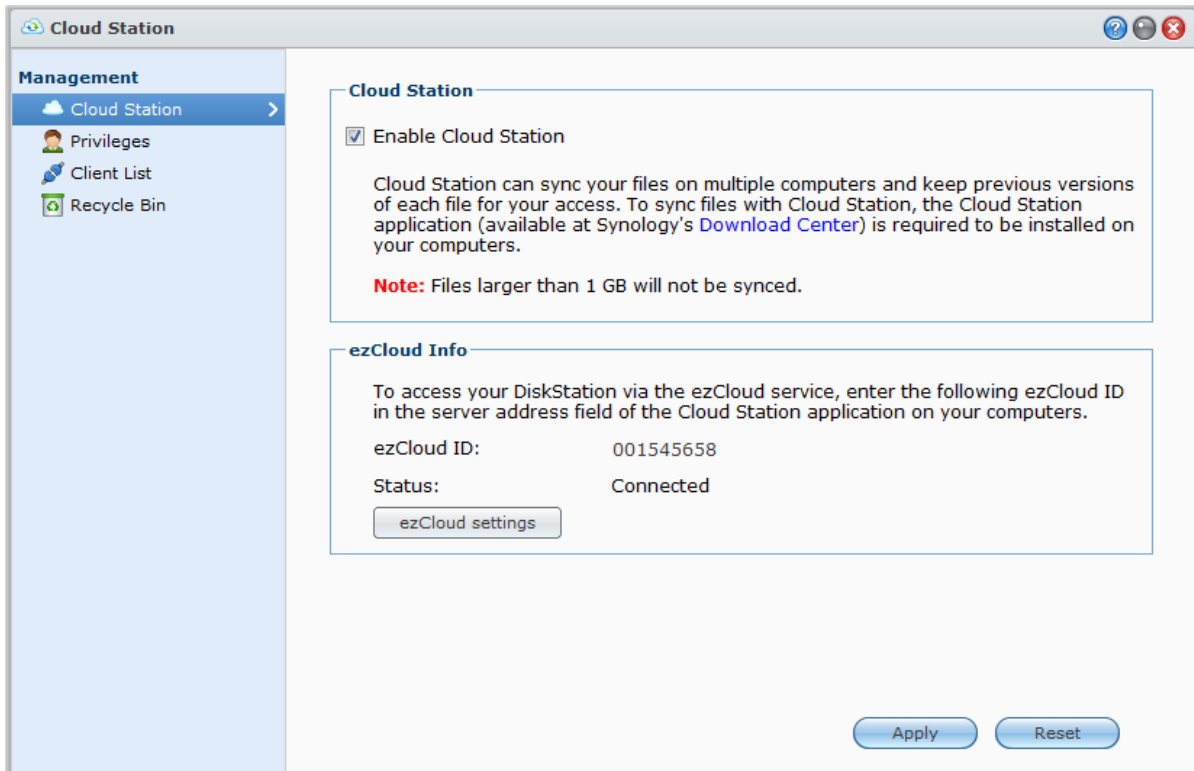 Cloud Station
Management
Cloud Station
Privileges
Client List
Recycle Bin
Cloud Station
Enable Cloud Station
Cloud Station can sync your files on multiple computers and keep previous versions
of each file for your access. To sync files with Cloud Station, the Cloud Station
application (available at Synology's Download Center) is required to be installed on
your computers.
Note: Files larger than 1 GB will not be synced.
ezCloud Info
To access your DiskStation via the ezCloud service, enter the following ezCloud ID
in the server address field of the Cloud Station application on your computers.
ezCloud ID: 001545658
Status: Connected
ezCloud settings
Apply Reset